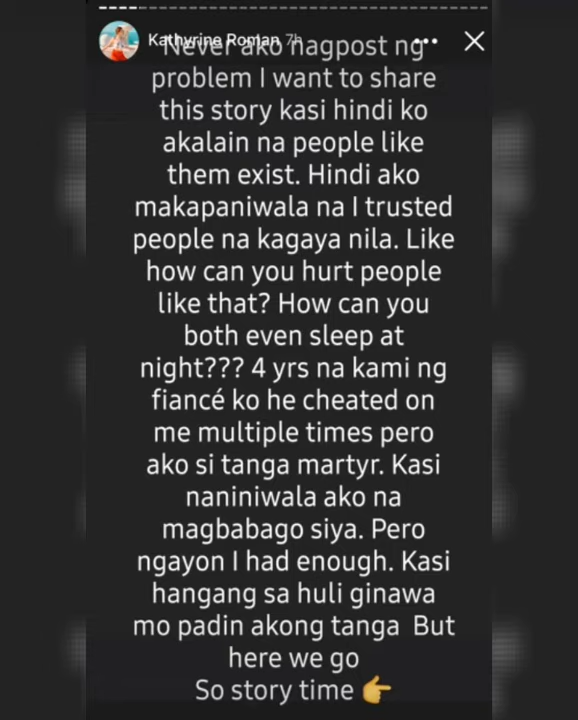 Kathyrine Roman 7h
Never ako nagpost ng
problem I want to share
this story kasi hindi ko
akalain na people like
them exist. Hindi ako
makapaniwala na I trusted
people na kagaya nila. Like
how can you hurt people
like that? How can you
both even sleep at
night??? 4 yrs na kami ng
fiancé ko he cheated on
me multiple times pero
ako si tanga martyr. Kasi
naniniwala ako na
magbabago siya. Pero
ngayon I had enough. Kasi
hangang sa huli ginawa
mo padin akong tanga But
here we go
So story time 👉